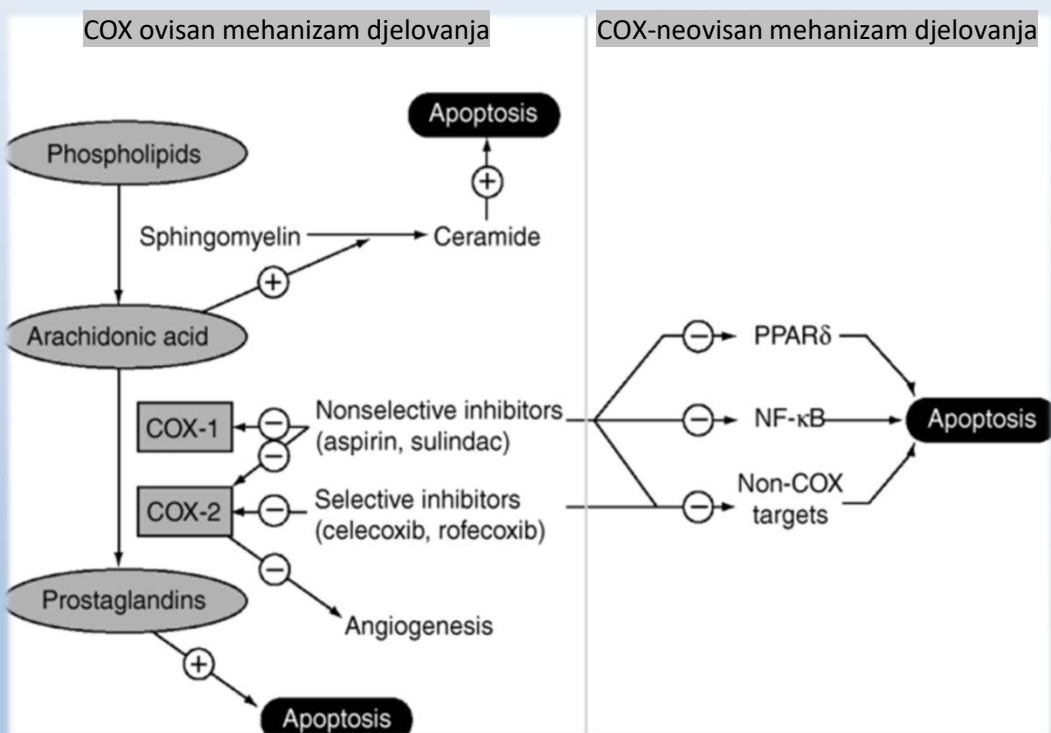 COX ovisan mehanizam djelovanja
COX-neovisan mehanizam djelovanja
Apoptosis
Phospholipids
+
Sphingomyelin
Ceramide
+
Arachidonic acid
COX-1
−
−
Nonselective inhibitors
(aspirin, sulindac)
COX-2
−
Selective inhibitors
(celecoxib, rofecoxib)
−
Prostaglandins
Angiogenesis
+
Apoptosis
−
PPARδ
−
NF-κB
−
Non-COX
targets
Apoptosis